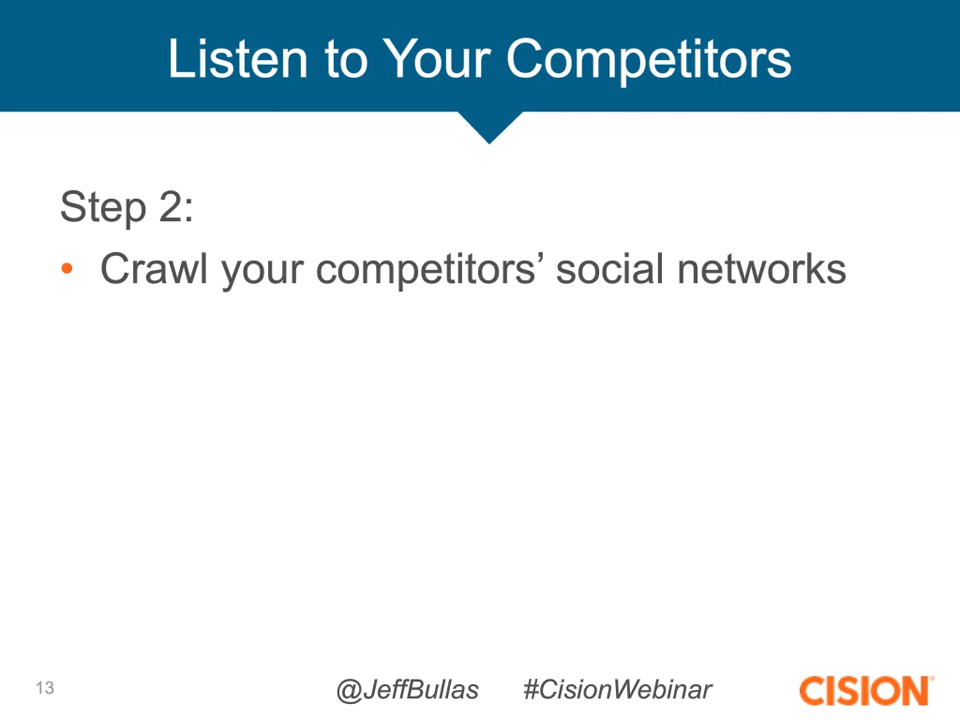 Listen to Your Competitors
Step 2:
• Crawl your competitors’ social networks
13
@JeffBullas #CisionWebinar
CISION®